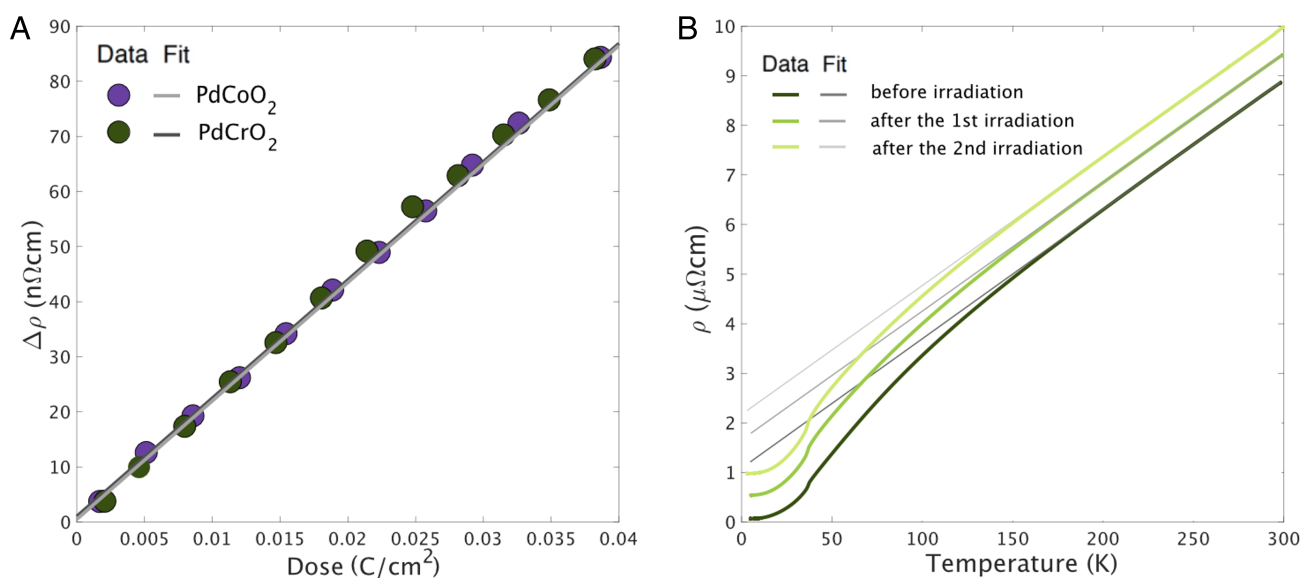 A
Data Fit
PdCoO2
PdCrO2
90
80
70
60
50
40
30
20
10
0
Δρ (nΩcm)
0 0.005 0.01 0.015 0.02 0.025 0.03 0.035 0.04
Dose (C/cm2)
B
Data Fit
before irradiation
after the 1st irradiation
after the 2nd irradiation
10
9
8
7
6
5
4
3
2
1
0
ρ (μΩcm)
0 50 100 150 200 250 300
Temperature (K)